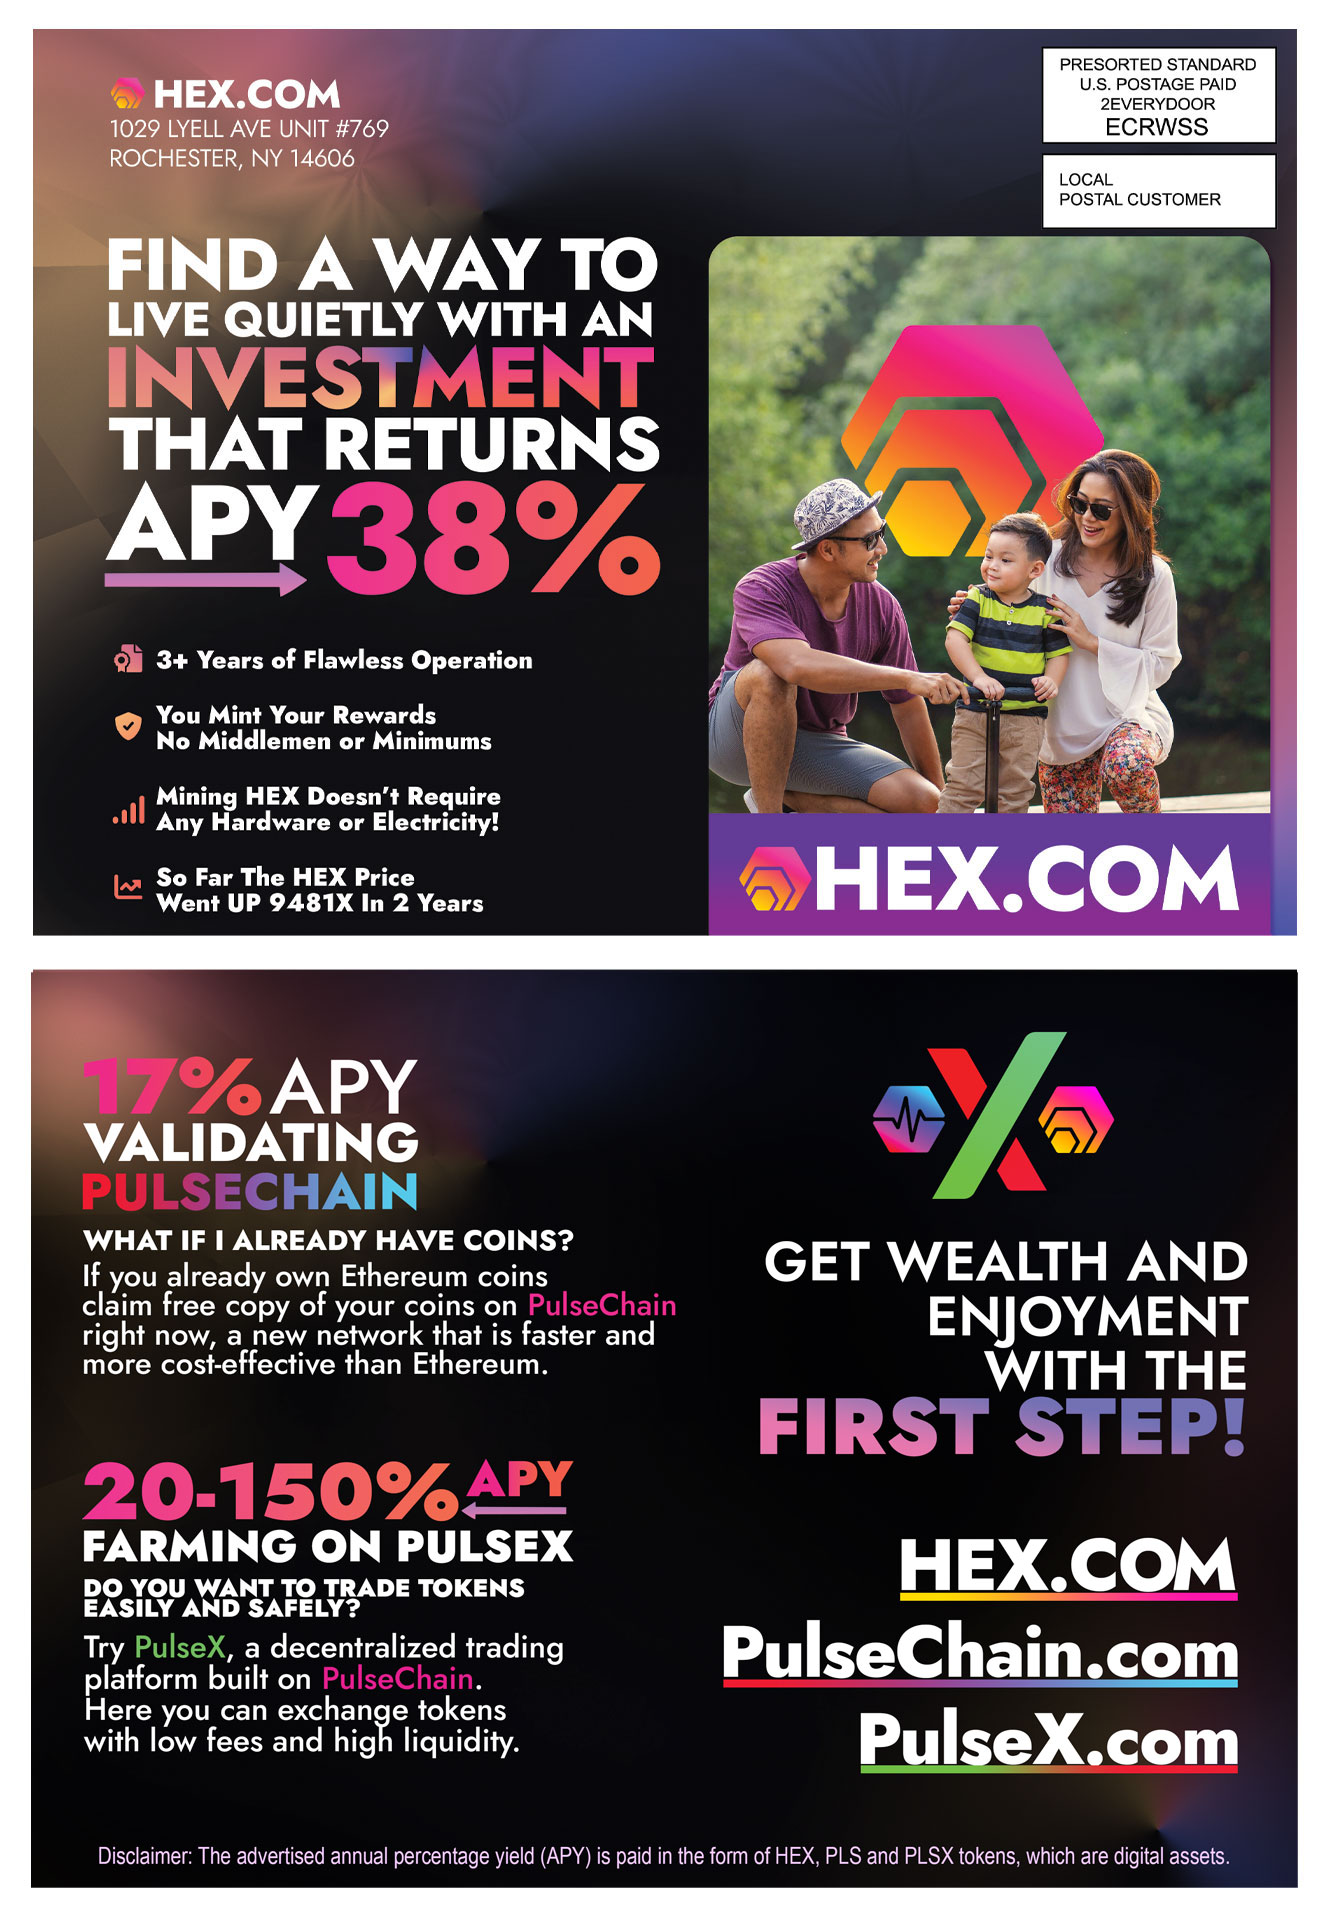 HEX.COM
1029 LYELL AVE UNIT #769
ROCHESTER, NY 14606
PRESORTED STANDARD
U.S. POSTAGE PAID
2EVERYDOOR
ECRWSS
LOCAL
POSTAL CUSTOMER
FIND A WAY TO
LIVE QUIETLY WITH AN
INVESTMENT
THAT RETURNS
APY 38%
3+ Years of Flawless Operation
You Mint Your Rewards
No Middlemen or Minimums
Mining HEX Doesn't Require
Any Hardware or Electricity!
So Far The HEX Price
Went UP 9481X In 2 Years
HEX.COM
17% APY
VALIDATING
PULSECHAIN
WHAT IF I ALREADY HAVE COINS?
If you already own Ethereum coins
claim free copy of your coins on PulseChain
right now, a new network that is faster and
more cost-effective than Ethereum.
20-150% APY
FARMING ON PULSEX
DO YOU WANT TO TRADE TOKENS
EASILY AND SAFELY?
Try PulseX, a decentralized trading
platform built on PulseChain.
Here you can exchange tokens
with low fees and high liquidity.
GET WEALTH AND
ENJOYMENT
WITH THE
FIRST STEP!
HEX.COM
PulseChain.com
PulseX.com
Disclaimer: The advertised annual percentage yield (APY) is paid in the form of HEX, PLS and PLSX tokens, which are digital assets.